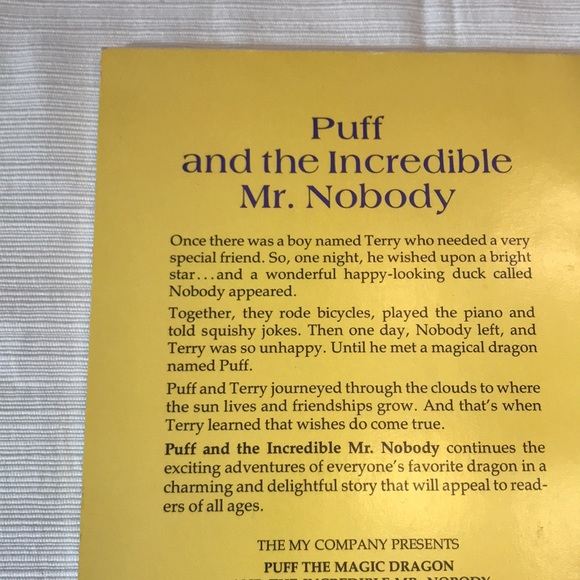 Puff
and the Incredible
Mr. Nobody
Once there was a boy named Terry who needed a very
special friend. So, one night, he wished upon a bright
star...and a wonderful happy-looking duck called
Nobody appeared.
Together, they rode bicycles, played the piano and
told squishy jokes. Then one day, Nobody left, and
Terry was so unhappy. Until he met a magical dragon
named Puff.
Puff and Terry journeyed through the clouds to where
the sun lives and friendships grow. And that's when
Terry learned that wishes do come true.
Puff and the Incredible Mr. Nobody continues the
exciting adventures of everyone's favorite dragon in a
charming and delightful story that will appeal to read-
ers of all ages.
THE MY COMPANY PRESENTS
PUFF THE MAGIC DRAGON
AND THE INCREDIBLE MR. NOBODY